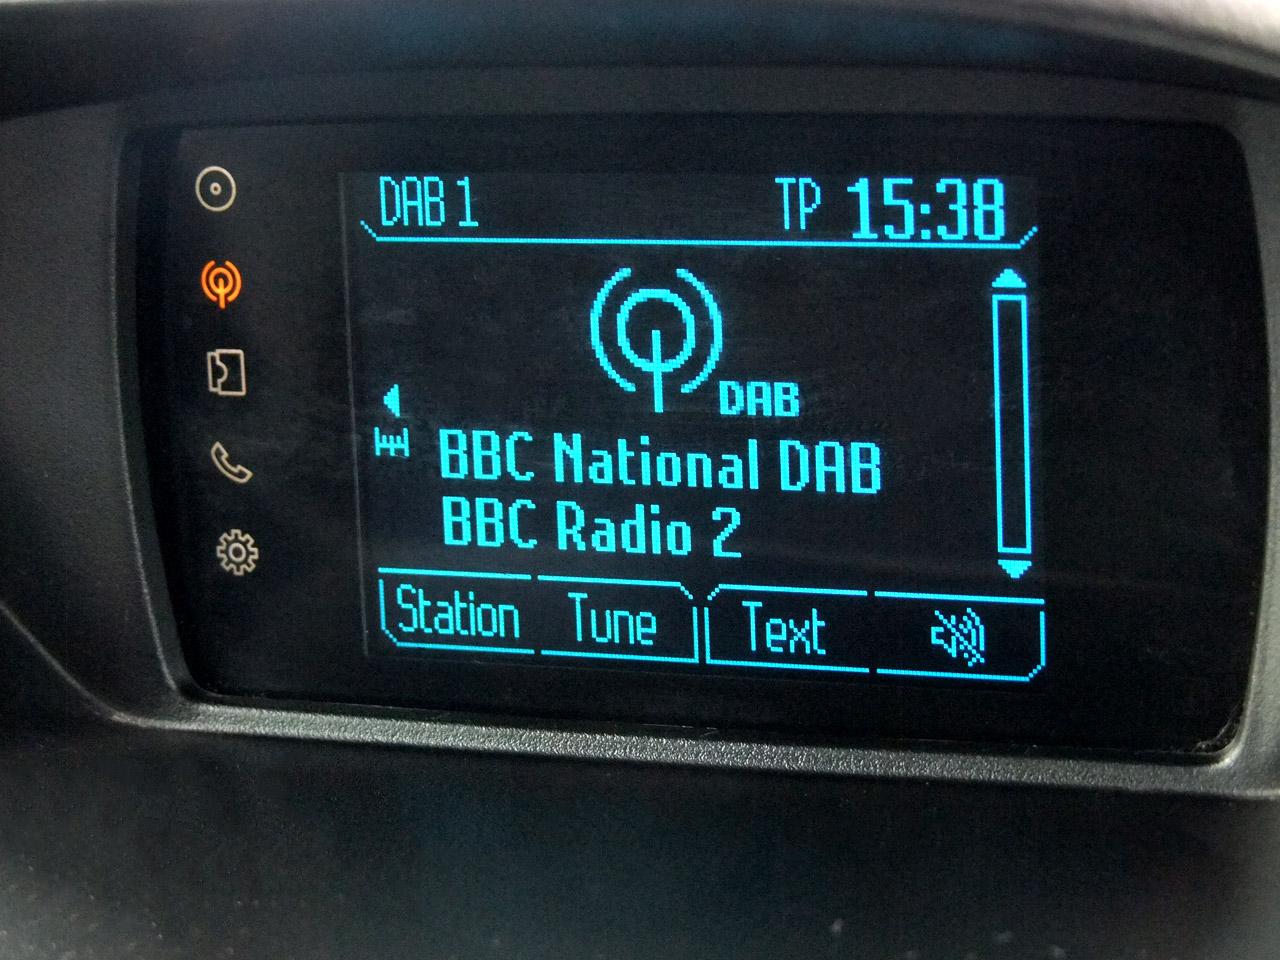 DAB 1 TP 15:38
DAB
BBC National DAB
BBC Radio 2
Station Tune Text